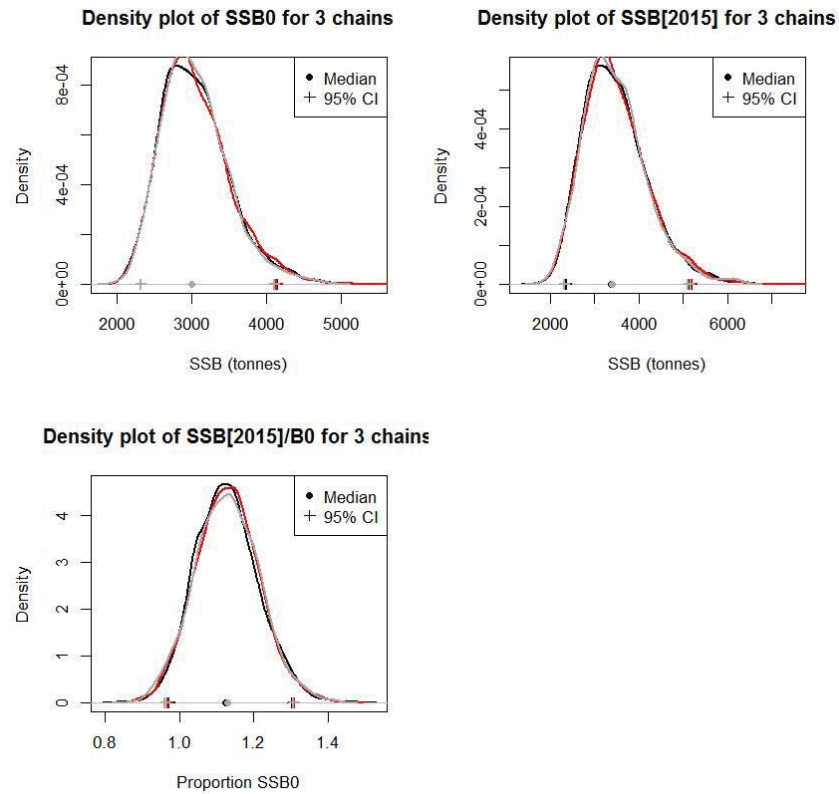 Density plot of SSB0 for 3 chains
Density
8e-04
4e-04
0e+00
Median
95% CI
2000 3000 4000 5000
SSB (tonnes)
Density plot of SSB[2015] for 3 chains
Density
4e-04
2e-04
0e+00
Median
95% CI
2000 4000 6000
SSB (tonnes)
Density plot of SSB[2015]/B0 for 3 chains
Density
4
3
2
1
0
Median
95% CI
0.8 1.0 1.2 1.4
Proportion SSB0